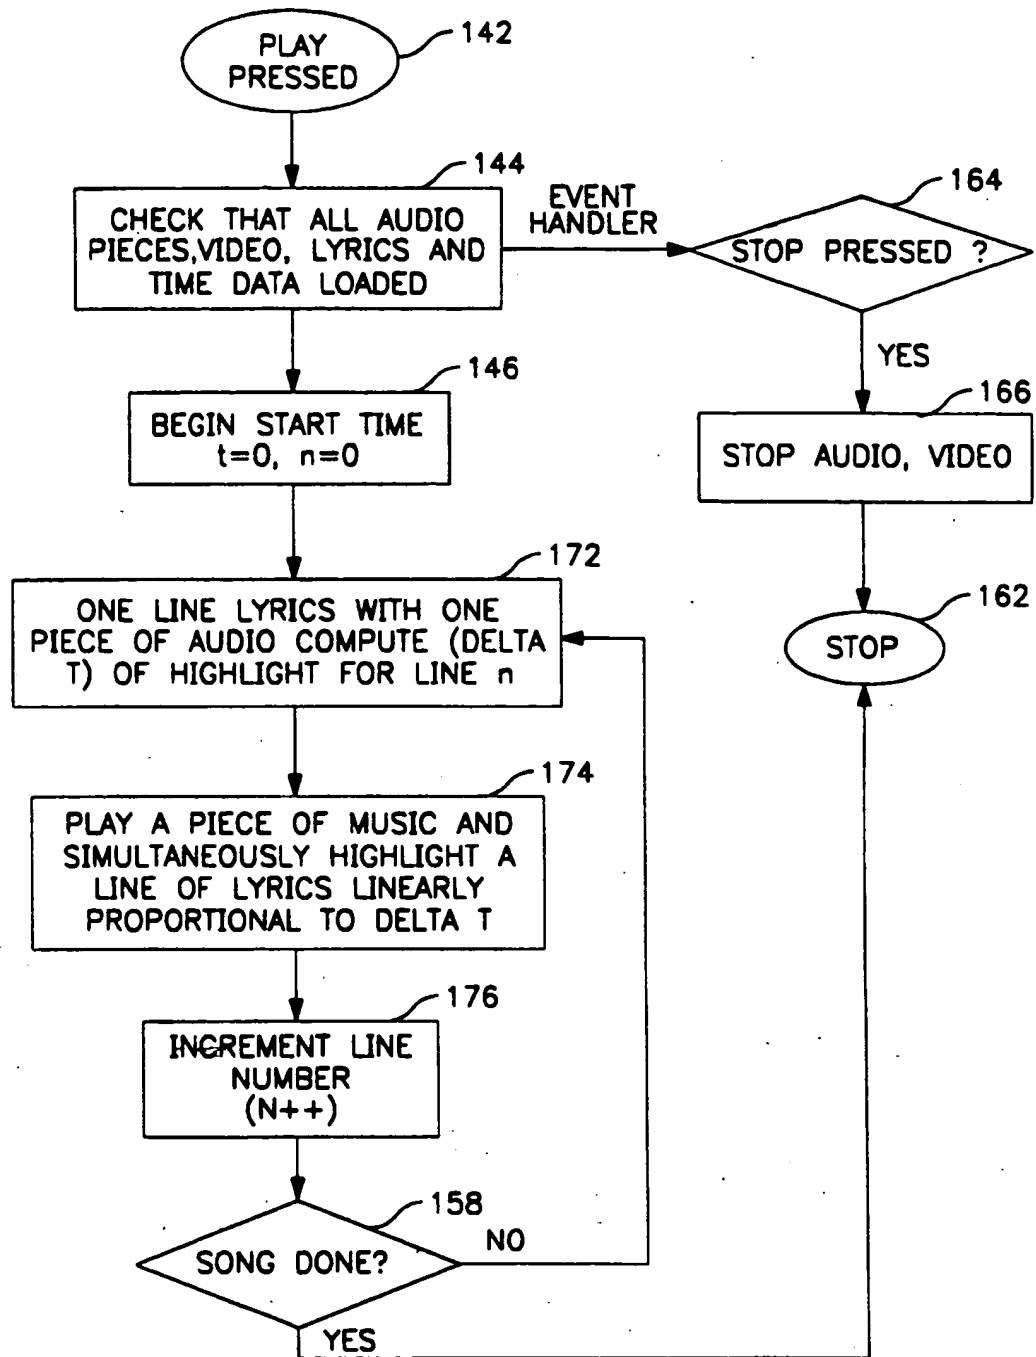 PLAY
PRESSED
142
144
CHECK THAT ALL AUDIO
PIECES,VIDEO, LYRICS AND
TIME DATA LOADED
EVENT
HANDLER
164
STOP PRESSED ?
YES
146
BEGIN START TIME
t=0, n=0
166
STOP AUDIO, VIDEO
172
ONE LINE LYRICS WITH ONE
PIECE OF AUDIO COMPUTE (DELTA
T) OF HIGHLIGHT FOR LINE n
162
STOP
174
PLAY A PIECE OF MUSIC AND
SIMULTANEOUSLY HIGHLIGHT A
LINE OF LYRICS LINEARLY
PROPORTIONAL TO DELTA T
176
INCREMENT LINE
NUMBER
(N++)
158
SONG DONE?
NO
YES